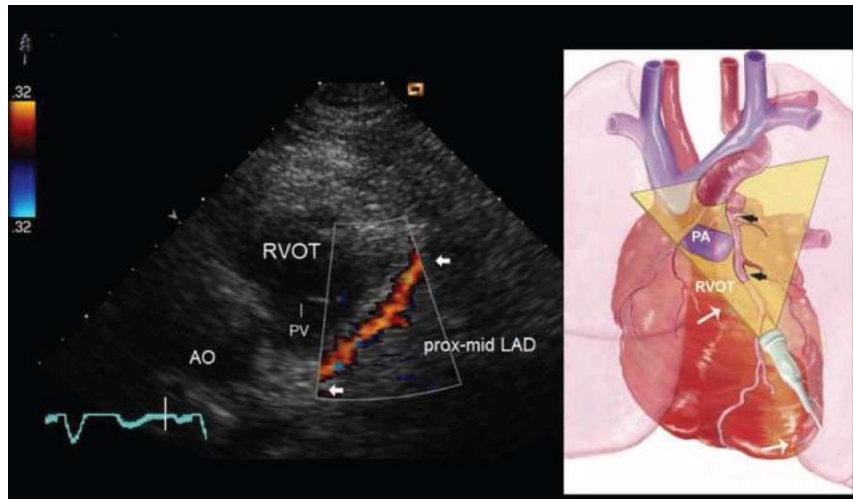 .32
.32
RVOT
PV
AO
prox-mid LAD
PA
RVOT